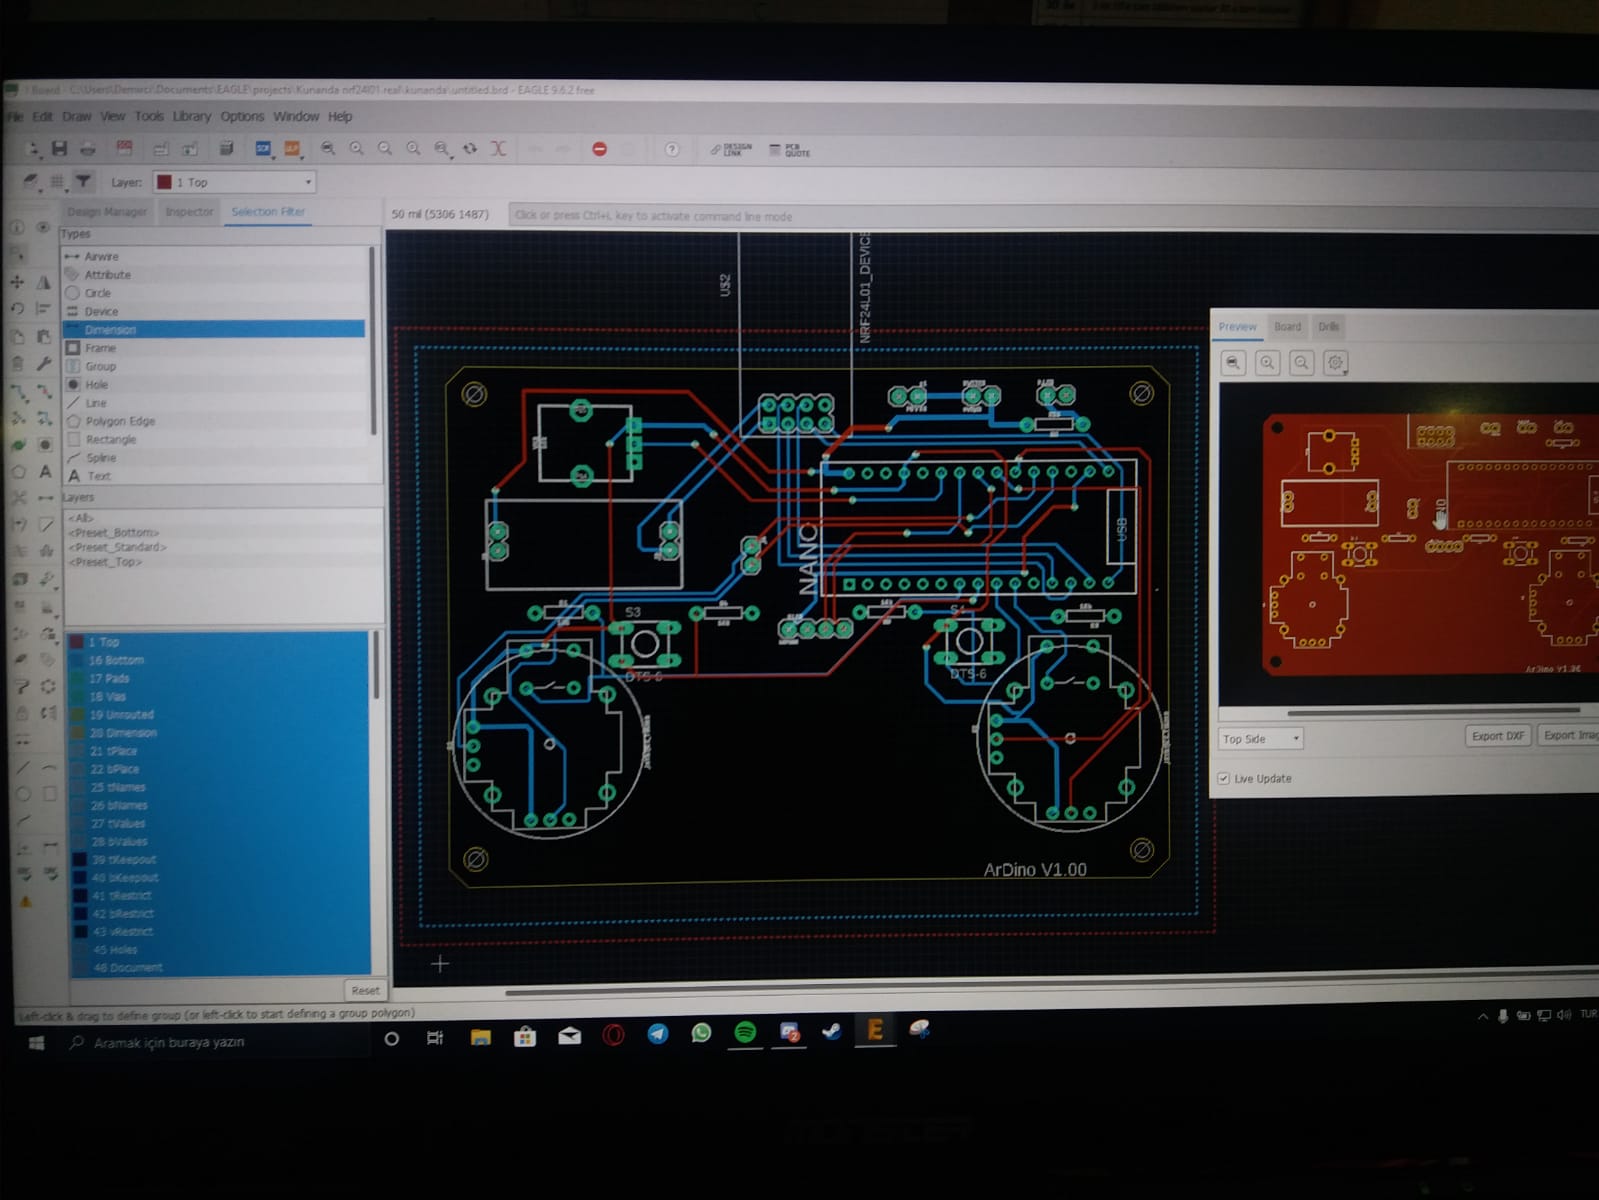 1 Board - C:\Users\Demirci\Documents\EAGLE\projects\Kunanda nrf24l01 real\kunanda\untitled.brd - EAGLE 9.6.2 free
File Edit Draw View Tools Library Options Window Help
SCR
ULP
DESIGN LINK
PCB QUOTE
Layer: 1 Top
Design Manager Inspector Selection Filter
50 mil (5306 1487)
Click or press Ctrl+L key to activate command line mode
Types
Airwire
Attribute
Circle
Device
Dimension
Frame
Group
Hole
Line
Polygon Edge
Rectangle
Spline
Text
Layers
<All>
<Preset_Bottom>
<Preset_Standard>
<Preset_Top>
1 Top
16 Bottom
17 Pads
18 Vias
19 Unrouted
20 Dimension
21 tPlace
22 bPlace
25 tNames
26 bNames
27 tValues
28 bValues
39 tKeepout
40 bKeepout
41 tRestrict
42 bRestrict
43 vRestrict
45 Holes
48 Document
Reset
U$2
NRF24L01_DEVICE
NANO
USB
S3
DTS-6
S4
DTS-6
ArDino V1.00
Preview Board Drills
Top Side
Export DXF
Export Imag
Live Update
Left-click & drag to define group (or left-click to start defining a group polygon)
Aramak için buraya yazın
TUR